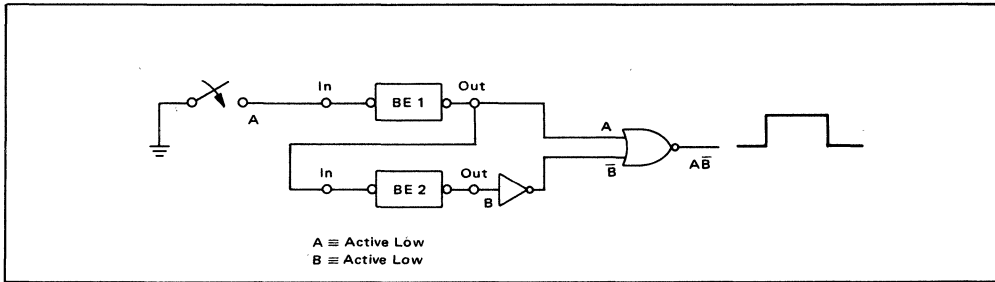 In
Out
BE 1
A
A
B̅
AB̅
In
Out
BE 2
B
A ≡ Active Low
B ≡ Active Low